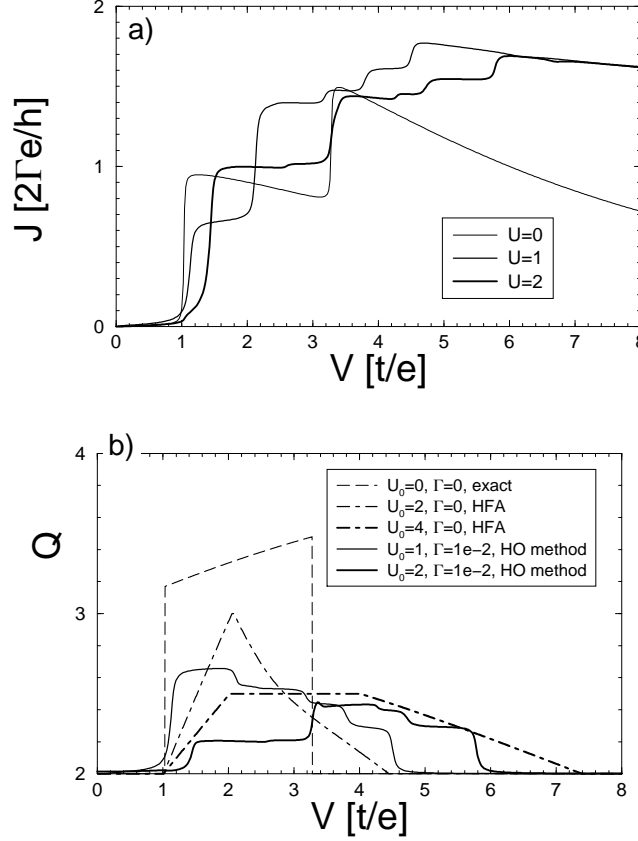 a)
2
1
0
J [2Γe/h]
U=0
U=1
U=2
0 1 2 3 4 5 6 7 8
V [t/e]
b)
4
3
2
Q
U₀=0, Γ=0, exact
U₀=2, Γ=0, HFA
U₀=4, Γ=0, HFA
U₀=1, Γ=1e−2, HO method
U₀=2, Γ=1e−2, HO method
0 1 2 3 4 5 6 7 8
V [t/e]